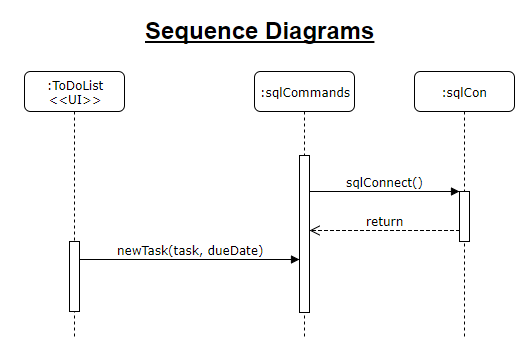 Sequence Diagrams
:ToDoList
<<UI>>
:sqlCommands
:sqlCon
sqlConnect()
return
newTask(task, dueDate)